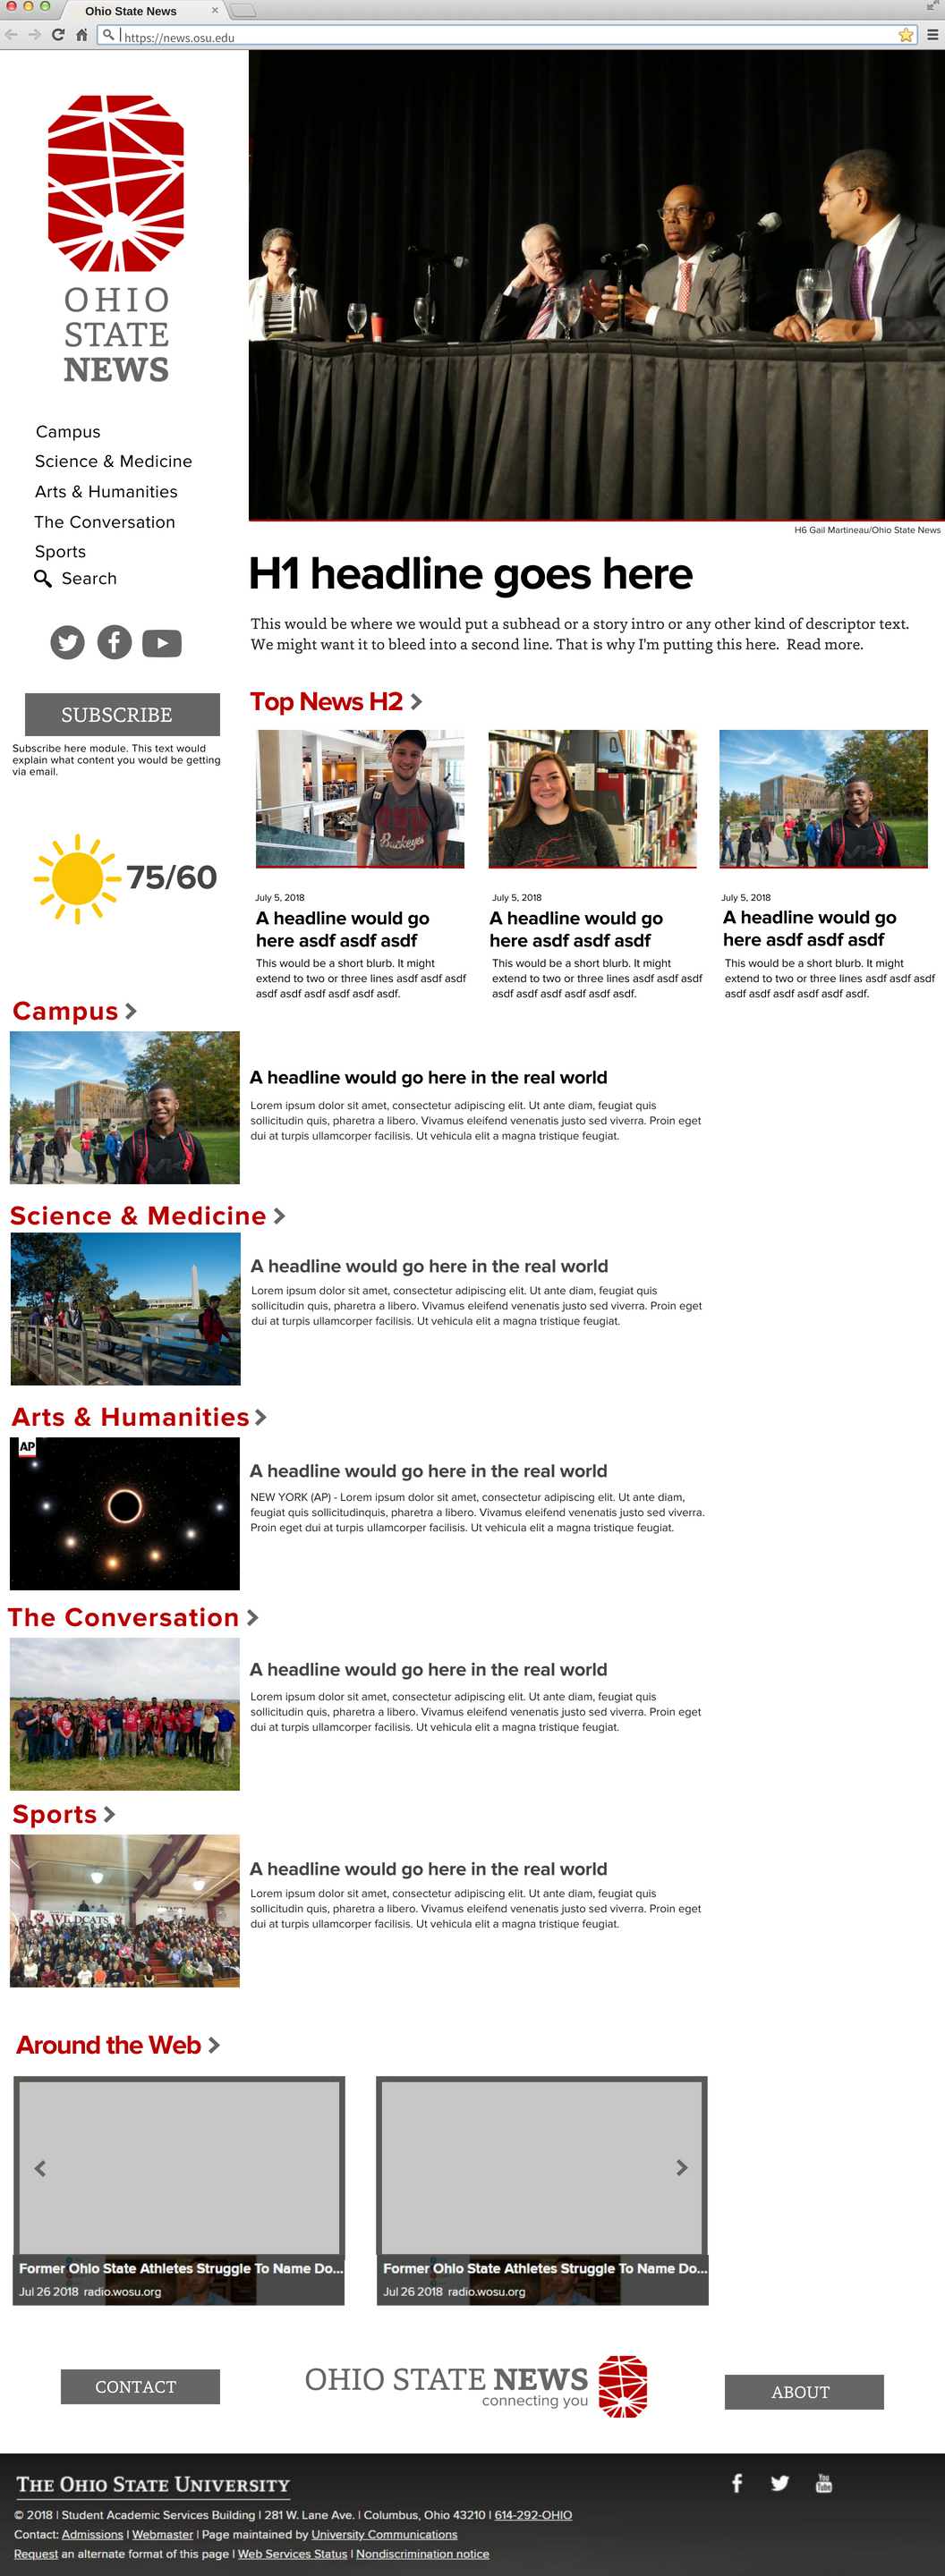 Ohio State News
https://news.osu.edu
OHIO
STATE
NEWS
Campus
Science & Medicine
Arts & Humanities
The Conversation
Sports
Search
SUBSCRIBE
Subscribe here module. This text would
explain what content you would be getting
via email.
75/60
H6 Gail Martineau/Ohio State News
H1 headline goes here
This would be where we would put a subhead or a story intro or any other kind of descriptor text.
We might want it to bleed into a second line. That is why I'm putting this here. Read more.
Top News H2
Buckeyes
July 5, 2018
A headline would go
here asdf asdf asdf
This would be a short blurb. It might
extend to two or three lines asdf asdf asdf
asdf asdf asdf asdf asdf asdf.
July 5, 2018
A headline would go
here asdf asdf asdf
This would be a short blurb. It might
extend to two or three lines asdf asdf asdf
asdf asdf asdf asdf asdf asdf.
July 5, 2018
A headline would go
here asdf asdf asdf
This would be a short blurb. It might
extend to two or three lines asdf asdf asdf
asdf asdf asdf asdf asdf asdf.
Campus
A headline would go here in the real world
Lorem ipsum dolor sit amet, consectetur adipiscing elit. Ut ante diam, feugiat quis
sollicitudin quis, pharetra a libero. Vivamus eleifend venenatis justo sed viverra. Proin eget
dui at turpis ullamcorper facilisis. Ut vehicula elit a magna tristique feugiat.
Science & Medicine
A headline would go here in the real world
Lorem ipsum dolor sit amet, consectetur adipiscing elit. Ut ante diam, feugiat quis
sollicitudin quis, pharetra a libero. Vivamus eleifend venenatis justo sed viverra. Proin eget
dui at turpis ullamcorper facilisis. Ut vehicula elit a magna tristique feugiat.
Arts & Humanities
AP
A headline would go here in the real world
NEW YORK (AP) - Lorem ipsum dolor sit amet, consectetur adipiscing elit. Ut ante diam,
feugiat quis sollicitudinquis, pharetra a libero. Vivamus eleifend venenatis justo sed viverra.
Proin eget dui at turpis ullamcorper facilisis. Ut vehicula elit a magna tristique feugiat.
The Conversation
A headline would go here in the real world
Lorem ipsum dolor sit amet, consectetur adipiscing elit. Ut ante diam, feugiat quis
sollicitudin quis, pharetra a libero. Vivamus eleifend venenatis justo sed viverra. Proin eget
dui at turpis ullamcorper facilisis. Ut vehicula elit a magna tristique feugiat.
Sports
WILDCATS
A headline would go here in the real world
Lorem ipsum dolor sit amet, consectetur adipiscing elit. Ut ante diam, feugiat quis
sollicitudin quis, pharetra a libero. Vivamus eleifend venenatis justo sed viverra. Proin eget
dui at turpis ullamcorper facilisis. Ut vehicula elit a magna tristique feugiat.
Around the Web
Former Ohio State Athletes Struggle To Name Do...
Jul 26 2018 radio.wosu.org
Former Ohio State Athletes Struggle To Name Do...
Jul 26 2018 radio.wosu.org
CONTACT
OHIO STATE NEWS
connecting you
ABOUT
THE OHIO STATE UNIVERSITY
You
Tube
© 2018 | Student Academic Services Building | 281 W. Lane Ave. | Columbus, Ohio 43210 | 614-292-OHIO
Contact: Admissions | Webmaster | Page maintained by University Communications
Request an alternate format of this page | Web Services Status | Nondiscrimination notice